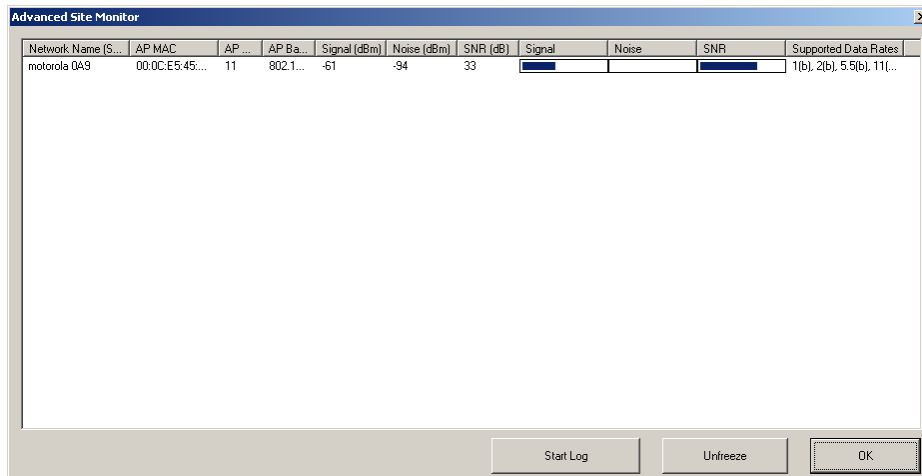 Advanced Site Monitor
Network Name (S... AP MAC AP ... AP Ba... Signal (dBm) Noise (dBm) SNR (dB) Signal Noise SNR Supported Data Rates
motorola 0A9 00:0C:E5:45:... 11 802.1... -61 -94 33 1(b), 2(b), 5.5(b), 11(...
Start Log Unfreeze OK